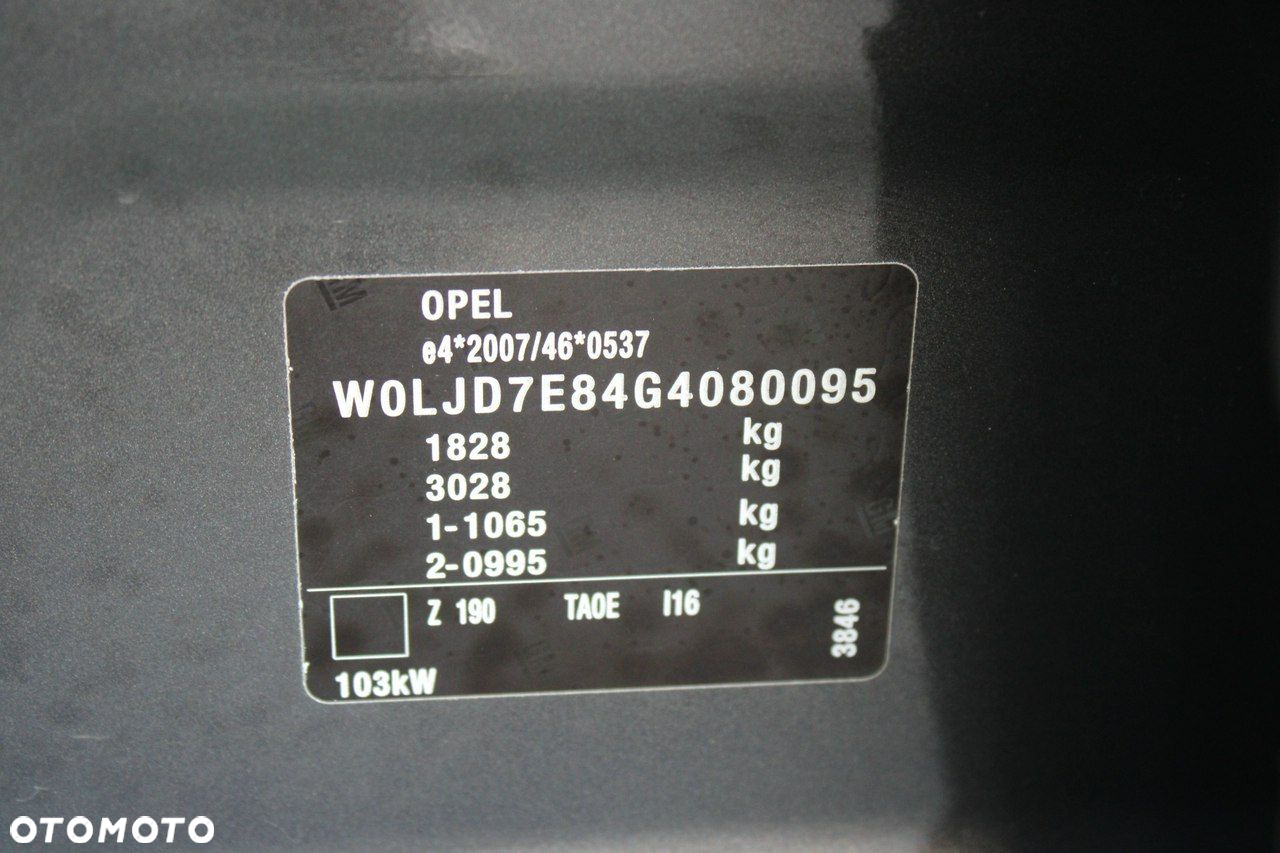 OPEL
e4*2007/46*0537
W0LJD7E84G4080095
1828 kg
3028 kg
1-1065 kg
2-0995 kg
Z 190 TA0E I16
3846
103kW
OTOMOTO